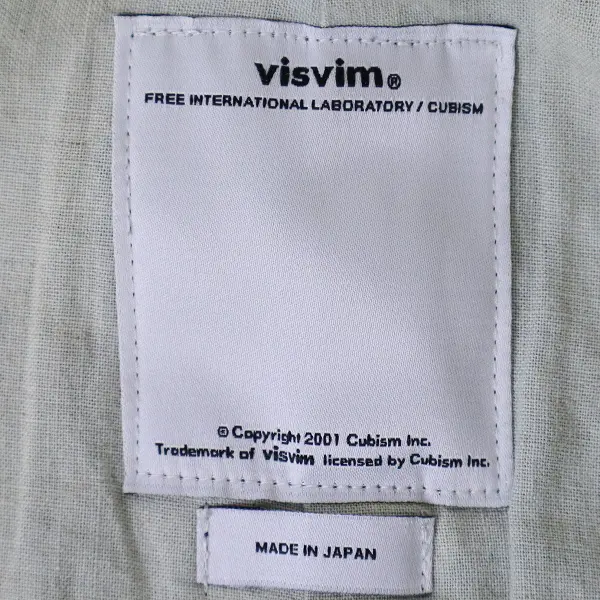 visvim®
FREE INTERNATIONAL LABORATORY / CUBISM
© Copyright 2001 Cubism Inc.
Trademark of visvim licensed by Cubism Inc.
MADE IN JAPAN